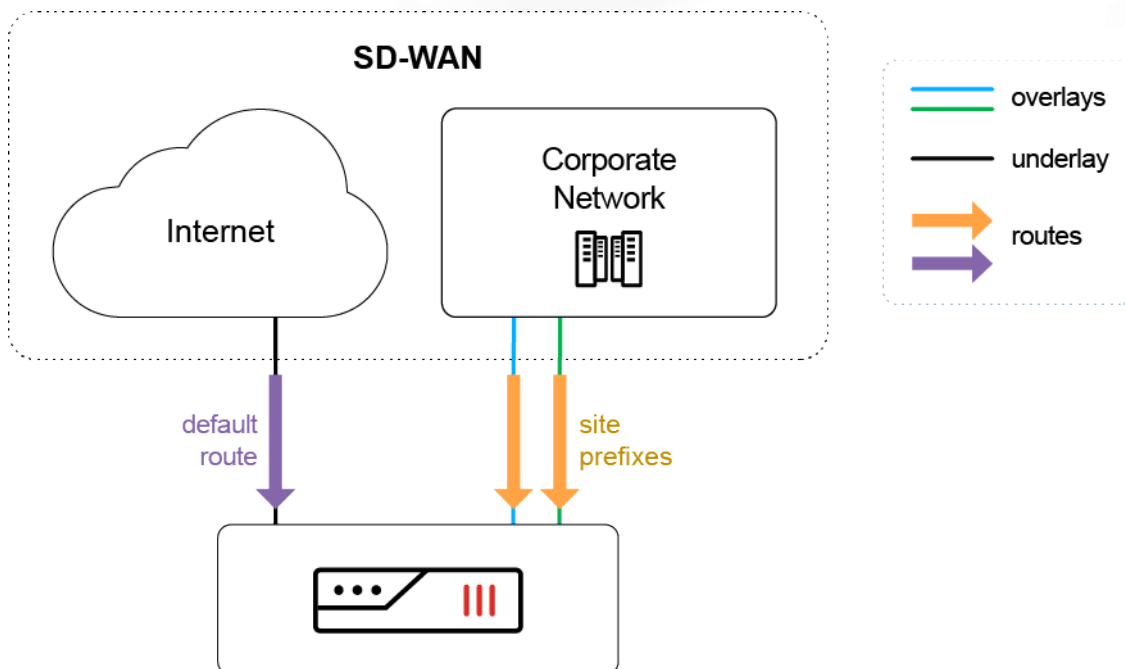 SD-WAN
Internet
Corporate
Network
overlays
underlay
routes
default
route
site
prefixes